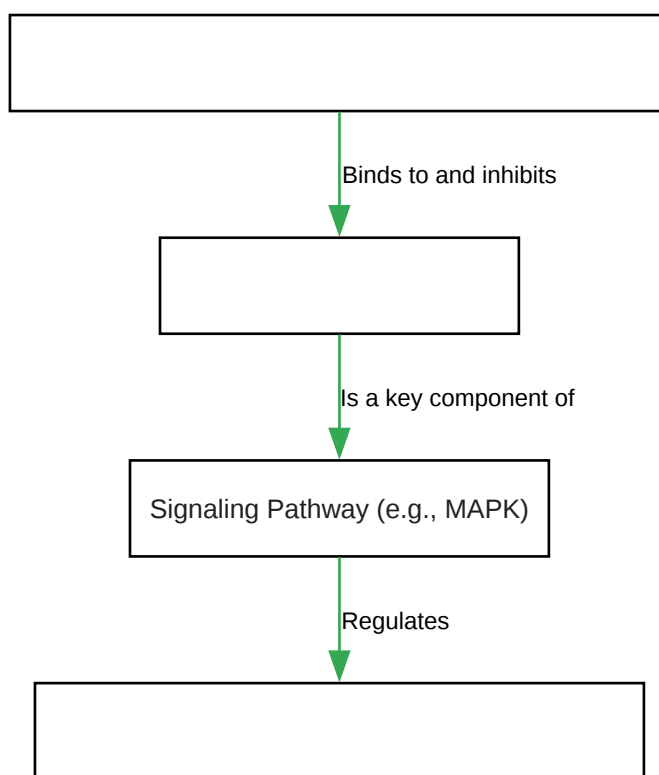 Binds to and inhibits
Is a key component of
Signaling Pathway (e.g., MAPK)
Regulates